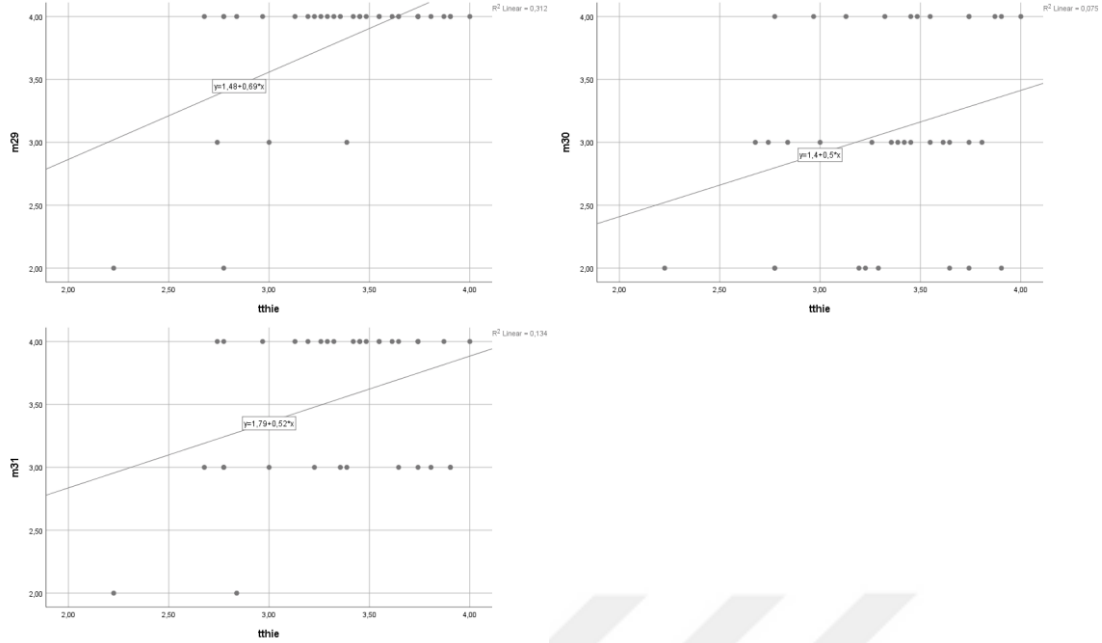 R² Linear = 0,312
4,00
3,50
3,00
2,50
2,00
m29
y=1,48+0,69*x
2,00
2,50
3,00
3,50
4,00
tthie
R² Linear = 0,075
4,00
3,50
3,00
2,50
2,00
m30
y=1,4+0,5*x
2,00
2,50
3,00
3,50
4,00
tthie
R² Linear = 0,134
4,00
3,50
3,00
2,50
2,00
m31
y=1,79+0,52*x
2,00
2,50
3,00
3,50
4,00
tthie